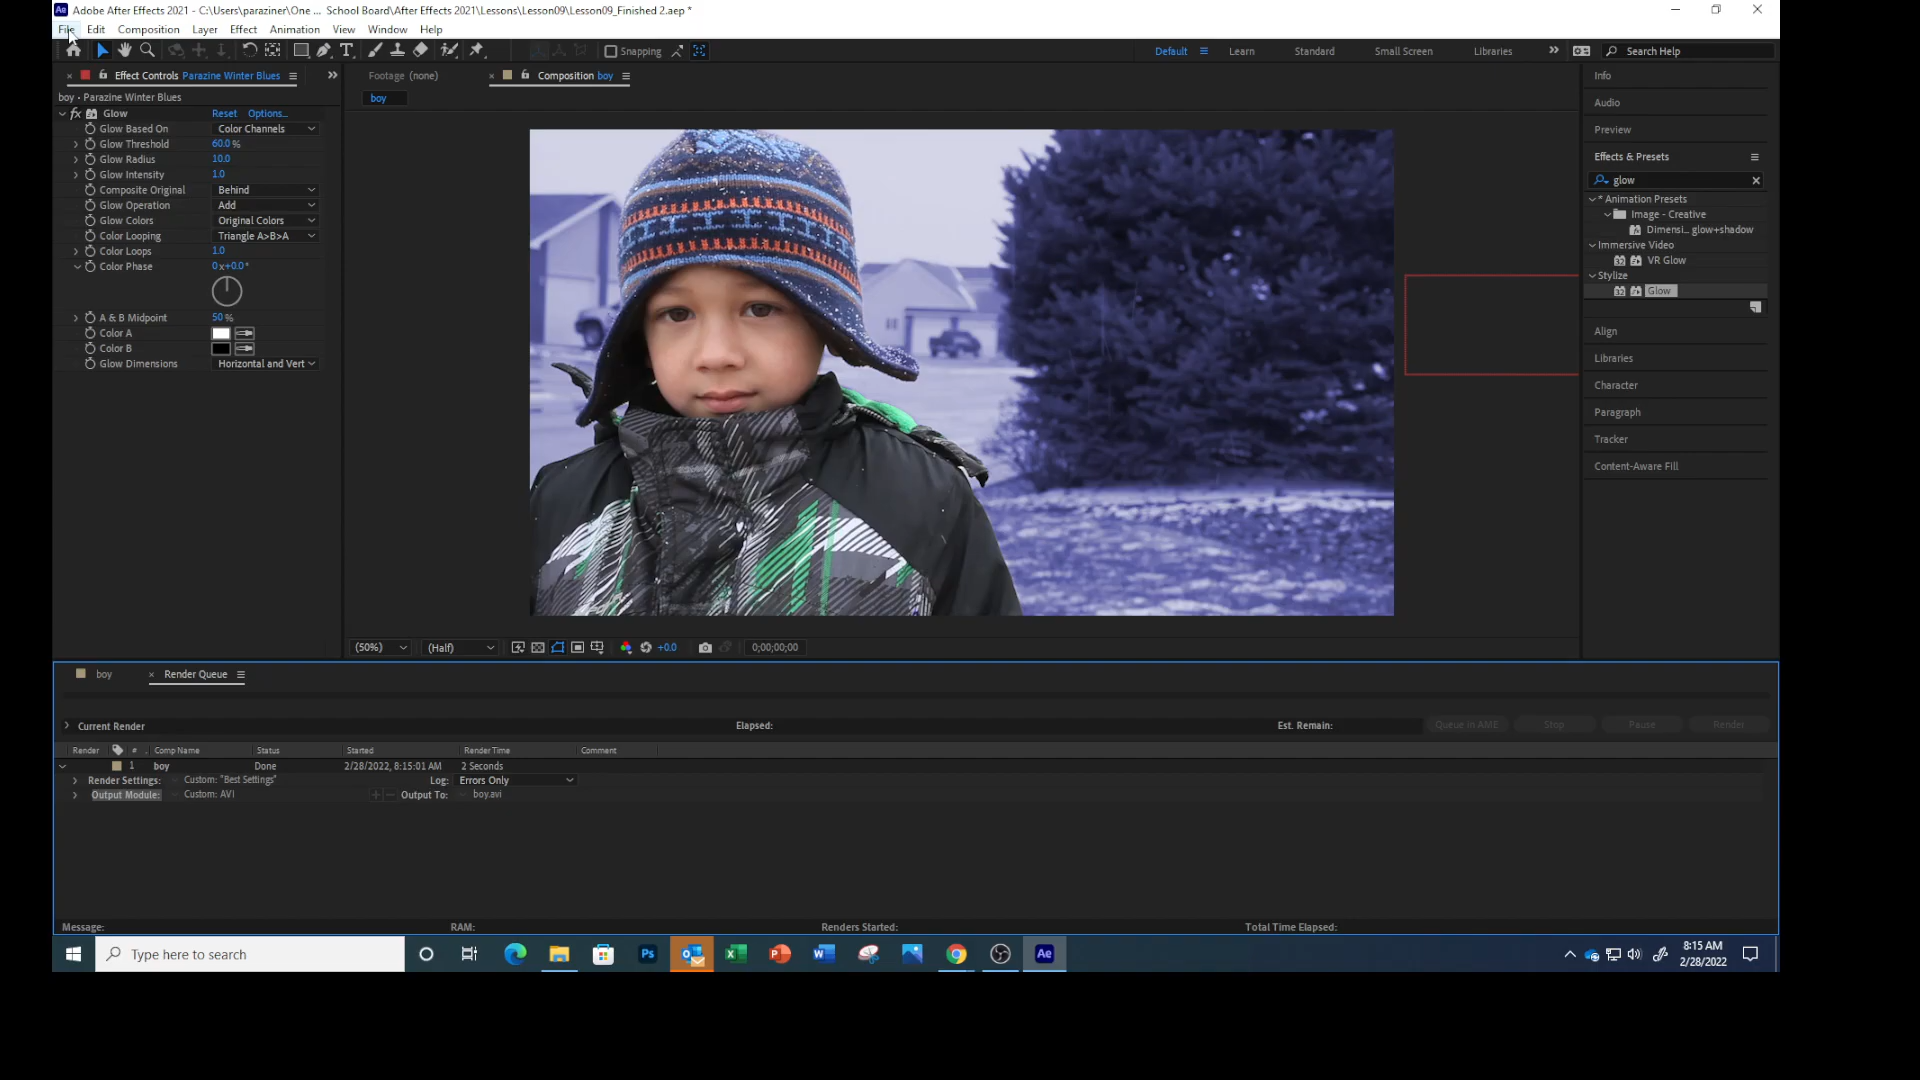 Adobe After Effects 2021 - C:\Users\paraziner\One ... School Board\After Effects 2021\Lessons\Lesson09\Lesson09_Finished 2.aep *
File Edit Composition Layer Effect Animation View Window Help
Snapping Default Learn Standard Small Screen Libraries Search Help
Effect Controls Parazine Winter Blues
Footage (none) Composition boy
boy • Parazine Winter Blues
boy
fx Glow Reset Options...
Glow Based On Color Channels
Glow Threshold 60.0 %
Glow Radius 10.0
Glow Intensity 1.0
Composite Original Behind
Glow Operation Add
Glow Colors Original Colors
Color Looping Triangle A>B>A
Color Loops 1.0
Color Phase 0x+0.0°
A & B Midpoint 50 %
Color A
Color B
Glow Dimensions Horizontal and Vert
Info
Audio
Preview
Effects & Presets
glow
* Animation Presets
Image - Creative
Dimensi... glow+shadow
Immersive Video
32 VR Glow
Stylize
32 Glow
Align
Libraries
Character
Paragraph
Tracker
Content-Aware Fill
(50%) (Half) +0.0 0;00;00;00
boy Render Queue
Current Render Elapsed: Est. Remain: Queue in AME Stop Pause Render
Render # Comp Name Status Started Render Time Comment
1 boy Done 2/28/2022, 8:15:01 AM 2 Seconds
Render Settings: Custom: "Best Settings" Log: Errors Only
Output Module: Custom: AVI Output To: boy.avi
Message: RAM: Renders Started: Total Time Elapsed:
Type here to search
Ps
Ae
8:15 AM
2/28/2022